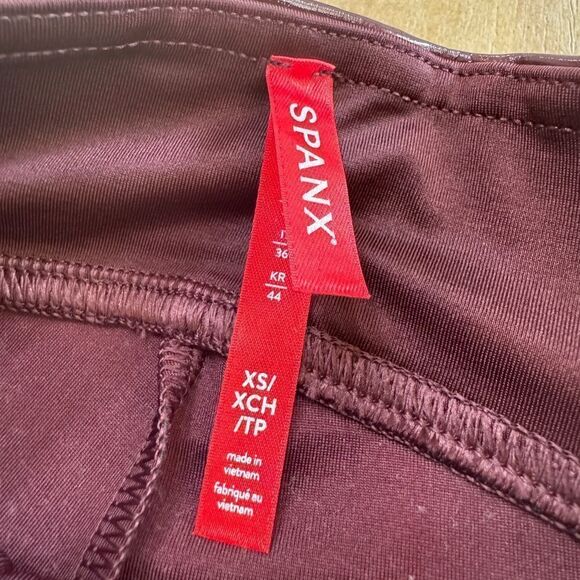 SPANX®
36
KR
44
XS/
XCH
/TP
made in
vietnam
fabriqué au
vietnam